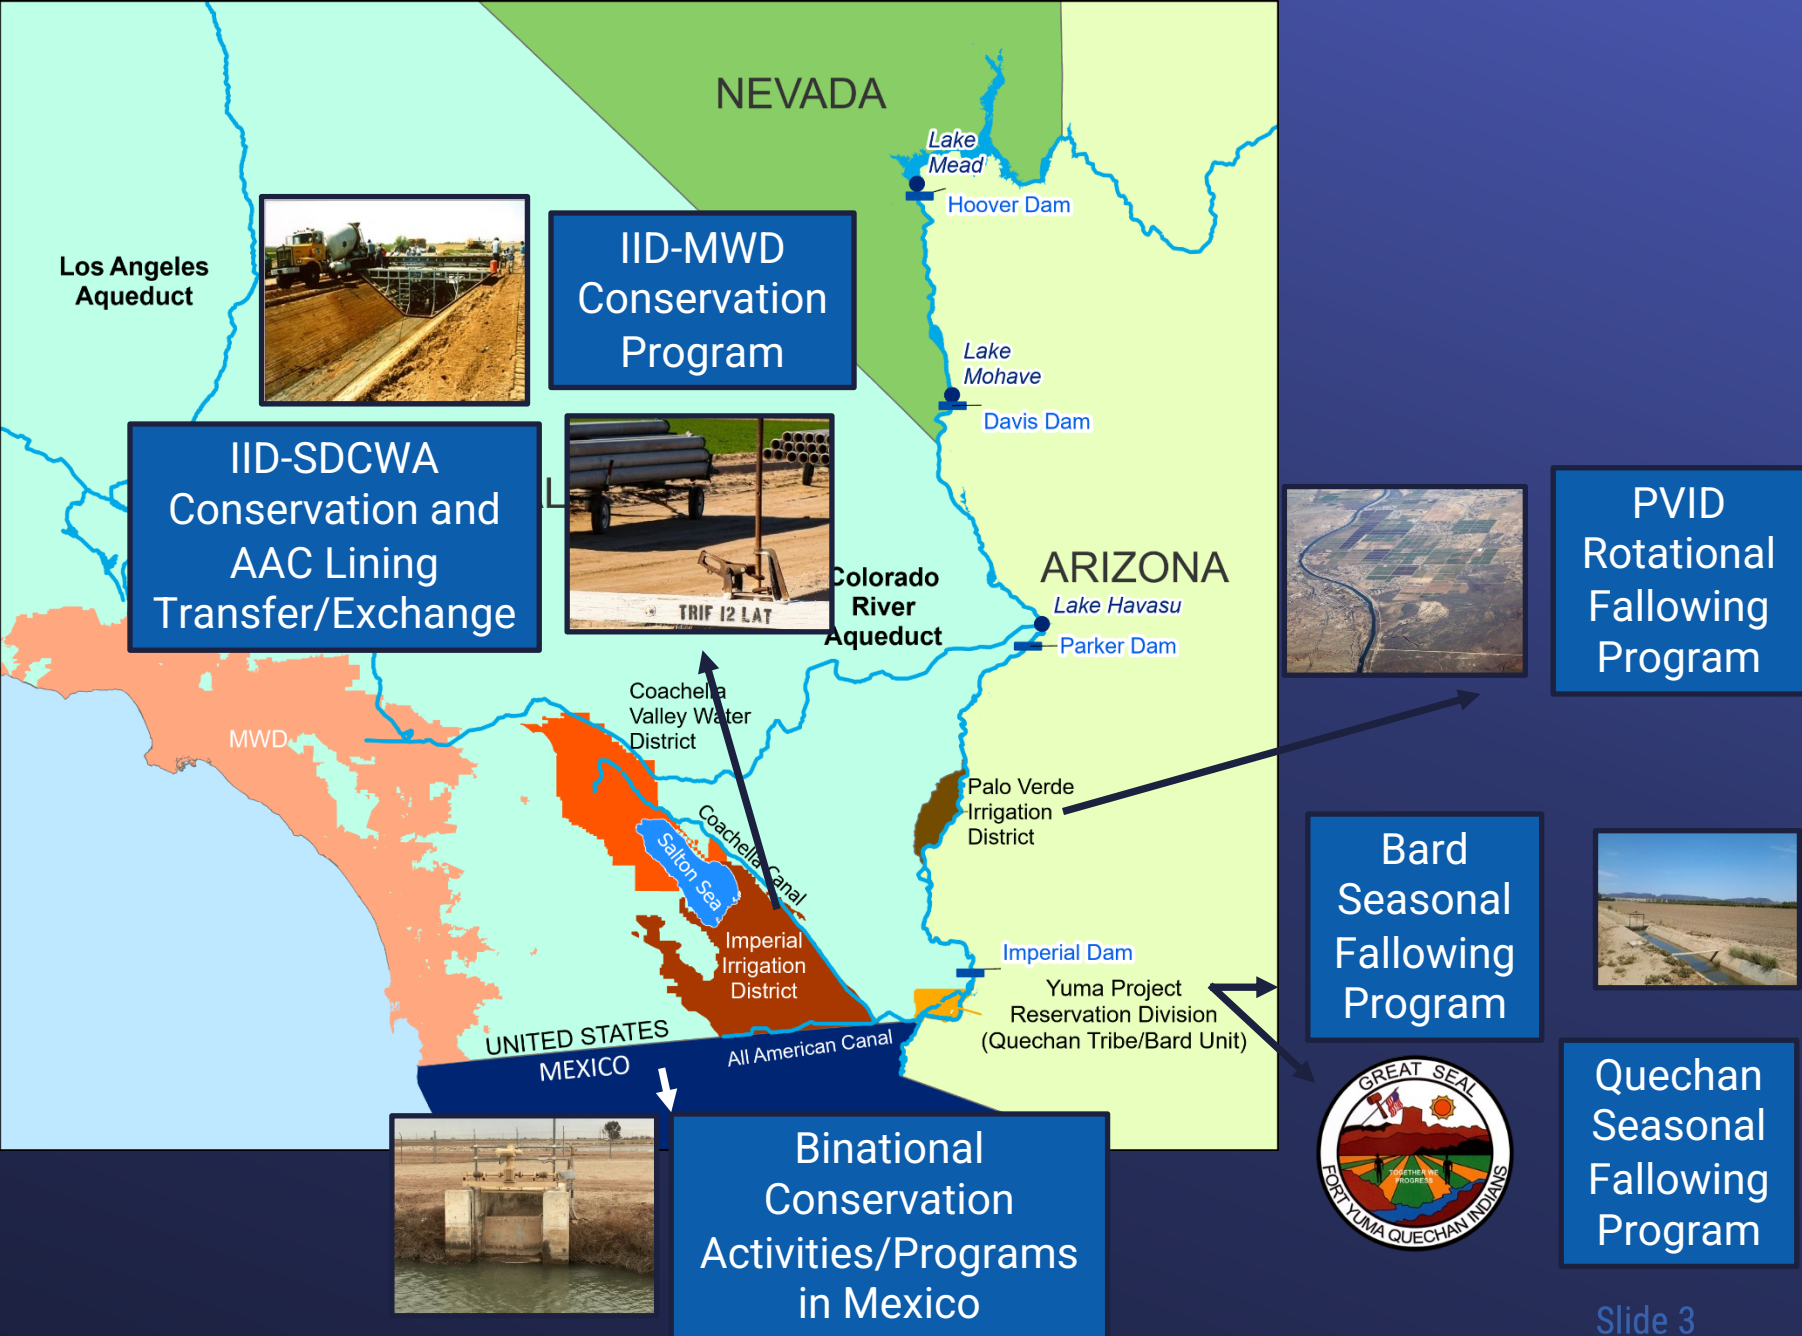 NEVADA
Lake
Mead
Hoover Dam
Los Angeles
Aqueduct
IID-MWD
Conservation
Program
Lake
Mohave
Davis Dam
IID-SDCWA
Conservation and
AAC Lining
Transfer/Exchange
TRIF 12 LAT
Colorado
River
Aqueduct
ARIZONA
Lake Havasu
Parker Dam
PVID
Rotational
Fallowing
Program
Coachella
Valley Water
District
MWD
Palo Verde
Irrigation
District
Coachella Canal
Salton Sea
Imperial
Irrigation
District
Imperial Dam
Yuma Project
Reservation Division
(Quechan Tribe/Bard Unit)
Bard
Seasonal
Fallowing
Program
UNITED STATES
MEXICO
All American Canal
GREAT SEAL
TOGETHER WE
PROGRESS
FORT YUMA QUECHAN INDIANS
Quechan
Seasonal
Fallowing
Program
Binational
Conservation
Activities/Programs
in Mexico
Slide 3